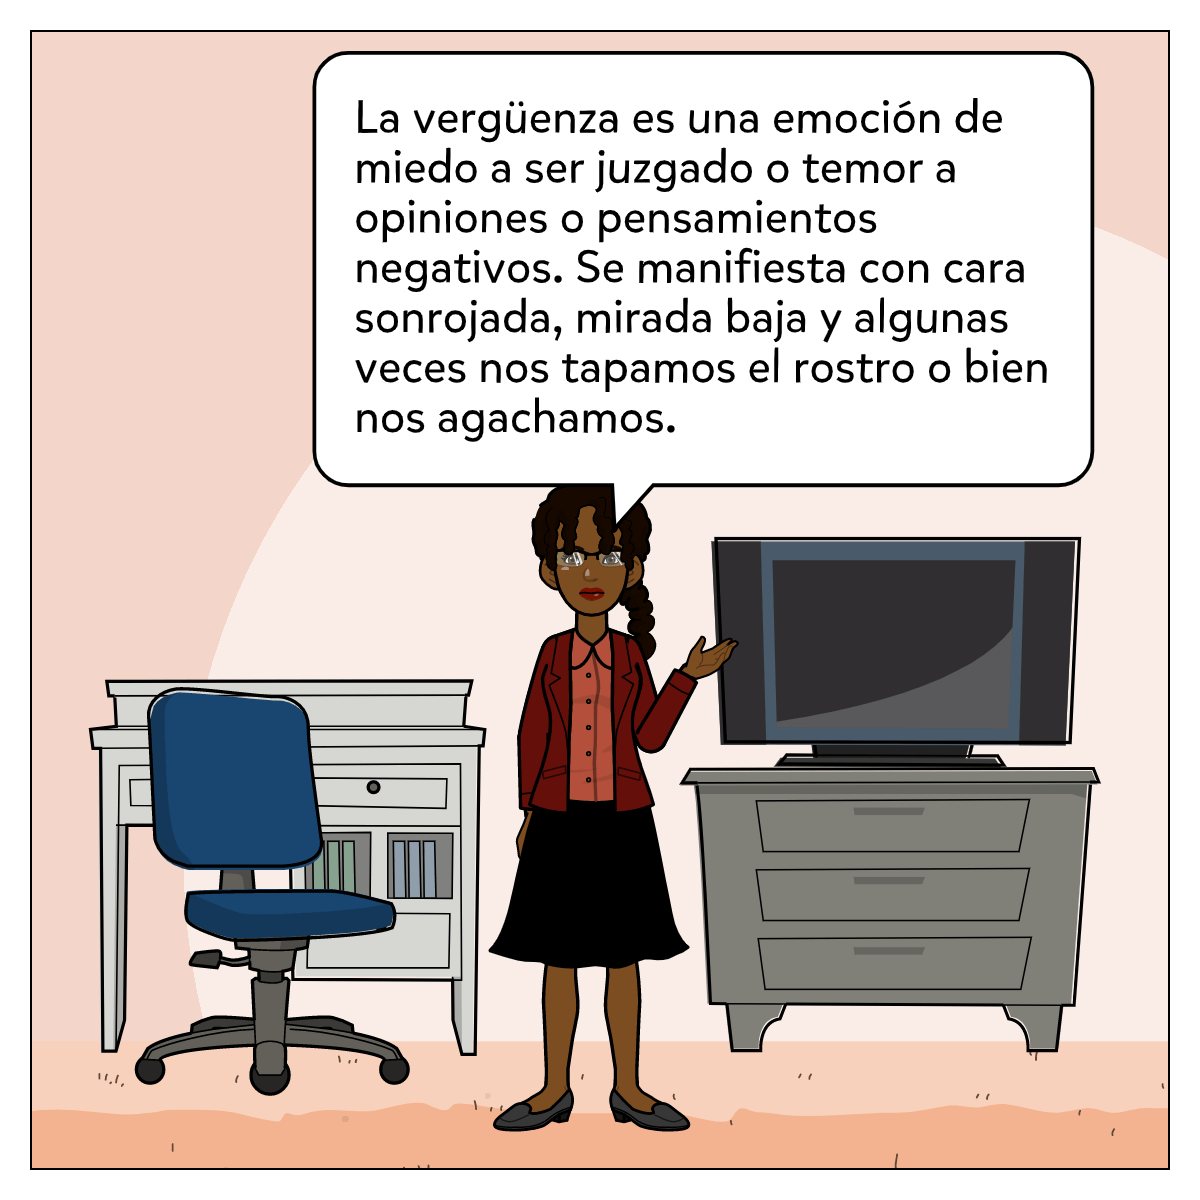 La vergüenza es una emoción de
miedo a ser juzgado o temor a
opiniones o pensamientos
negativos. Se manifiesta con cara
sonrojada, mirada baja y algunas
veces nos tapamos el rostro o bien
nos agachamos.